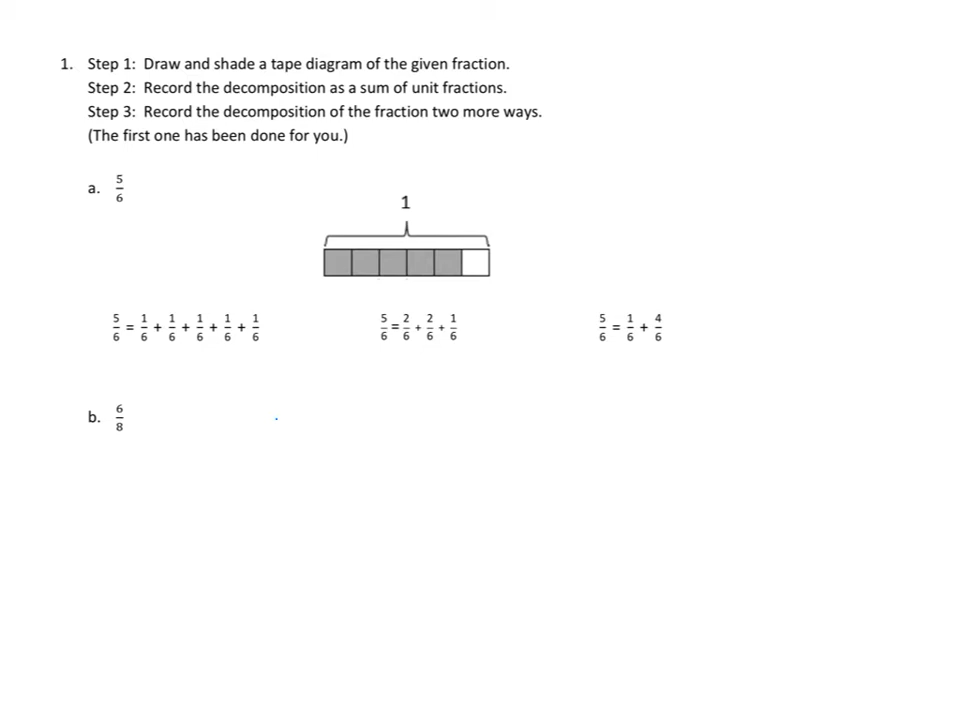 1. Step 1: Draw and shade a tape diagram of the given fraction.
Step 2: Record the decomposition as a sum of unit fractions.
Step 3: Record the decomposition of the fraction two more ways.
(The first one has been done for you.)
a. 5/6
1
5/6 = 1/6 + 1/6 + 1/6 + 1/6 + 1/6
5/6 = 2/6 + 2/6 + 1/6
5/6 = 1/6 + 4/6
b. 6/8